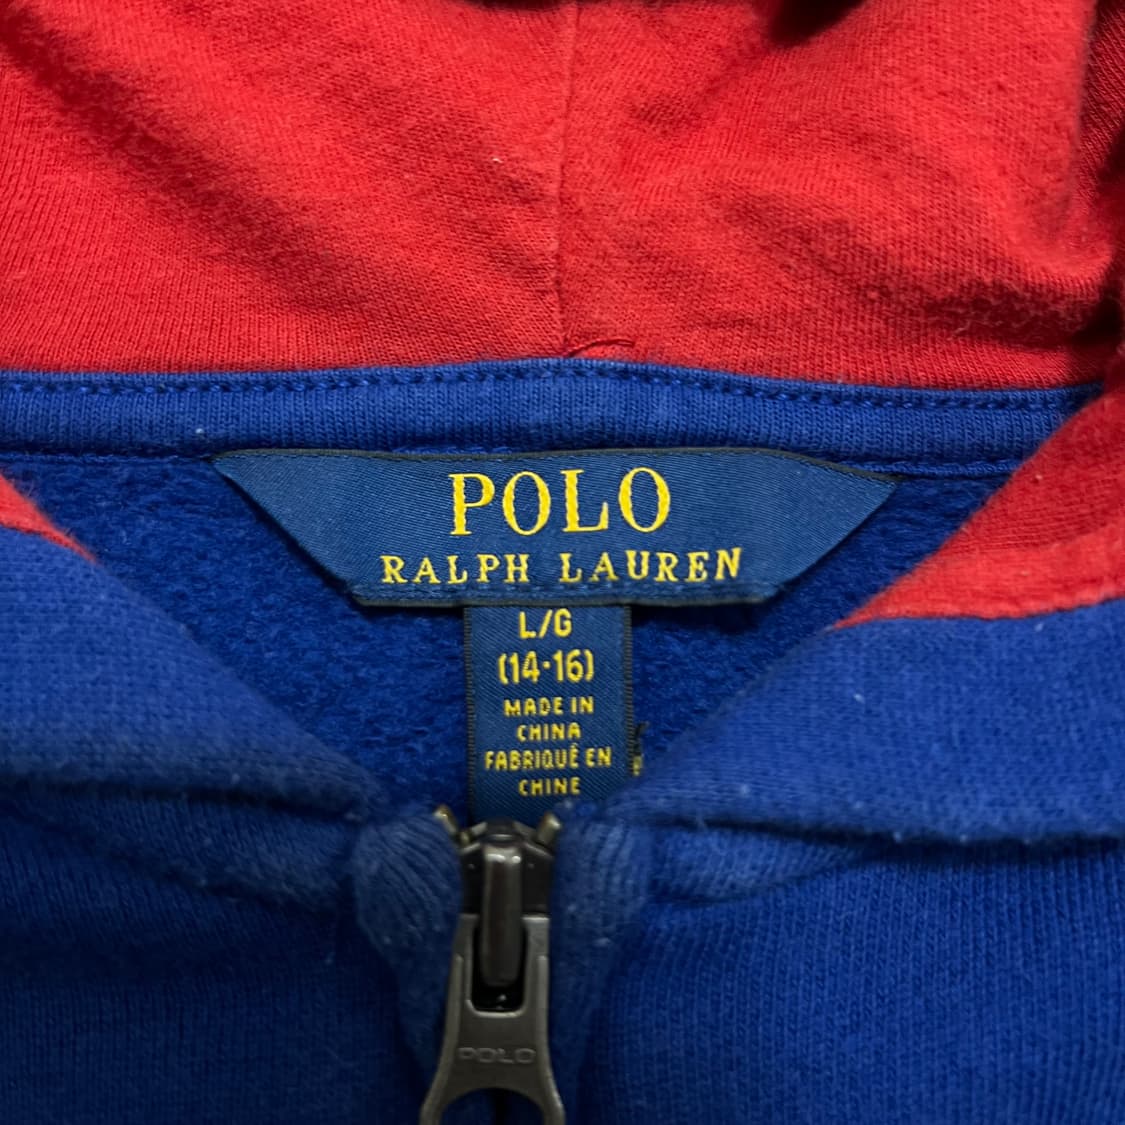 POLO
RALPH LAUREN
L/G
(14-16)
MADE IN
CHINA
FABRIQUÉ EN
CHINE
POLO